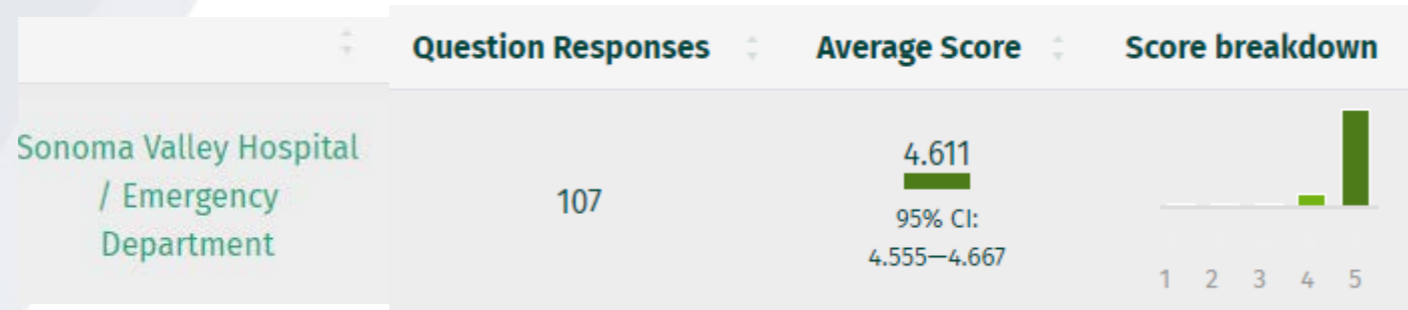 Question Responses
Average Score
Score breakdown
Sonoma Valley Hospital
/ Emergency
Department
107
4.611
95% CI:
4.555—4.667
1 2 3 4 5